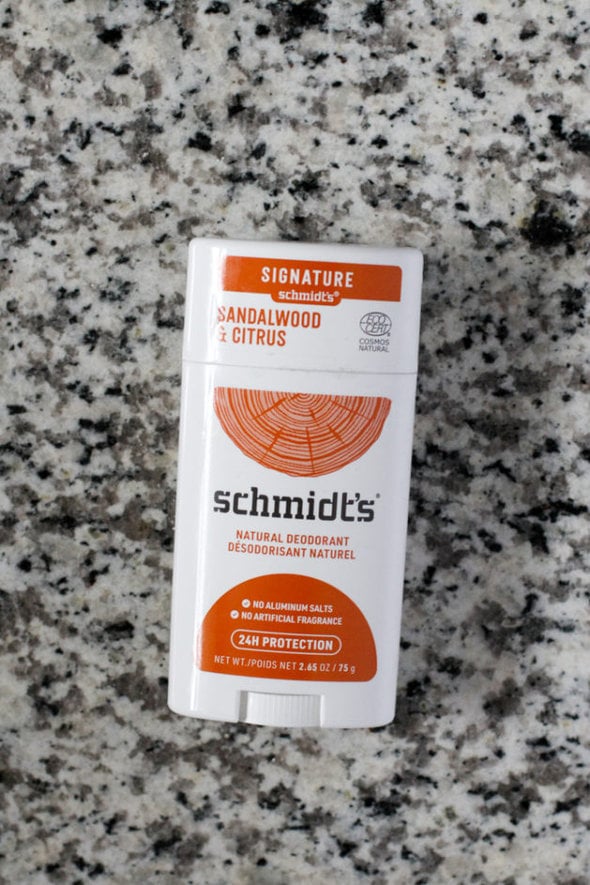 SIGNATURE
schmidt's®
SANDALWOOD
& CITRUS
ECO
CERT
COSMOS
NATURAL
schmidt's®
NATURAL DEODORANT
DÉSODORISANT NATUREL
NO ALUMINUM SALTS
NO ARTIFICIAL FRAGRANCE
24H PROTECTION
NET WT./POIDS NET 2.65 OZ / 75 g